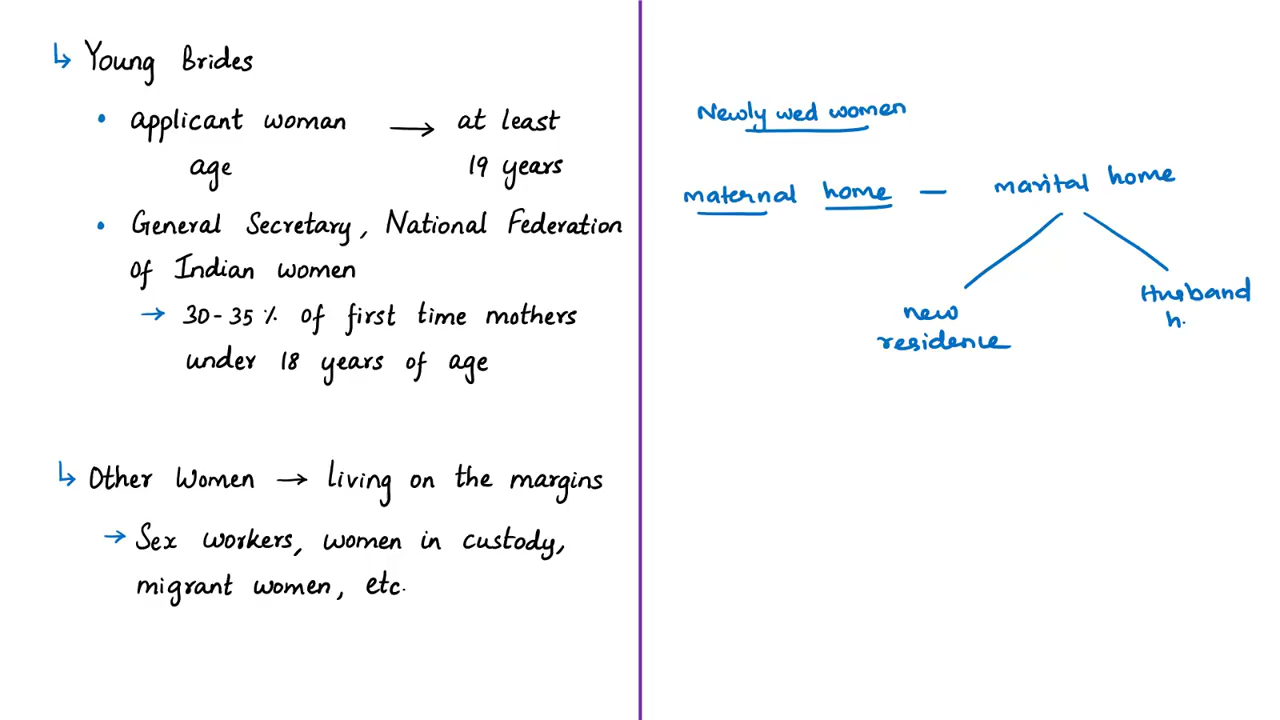 ↳ Young Brides
• applicant woman → at least
age 19 years
• General Secretary, National Federation
of Indian women
→ 30-35% of first time mothers
under 18 years of age
↳ Other Women → living on the margins
→ Sex workers, women in custody,
migrant women, etc.
Newly wed women
maternal home — marital home
new
residence
Husband
h.